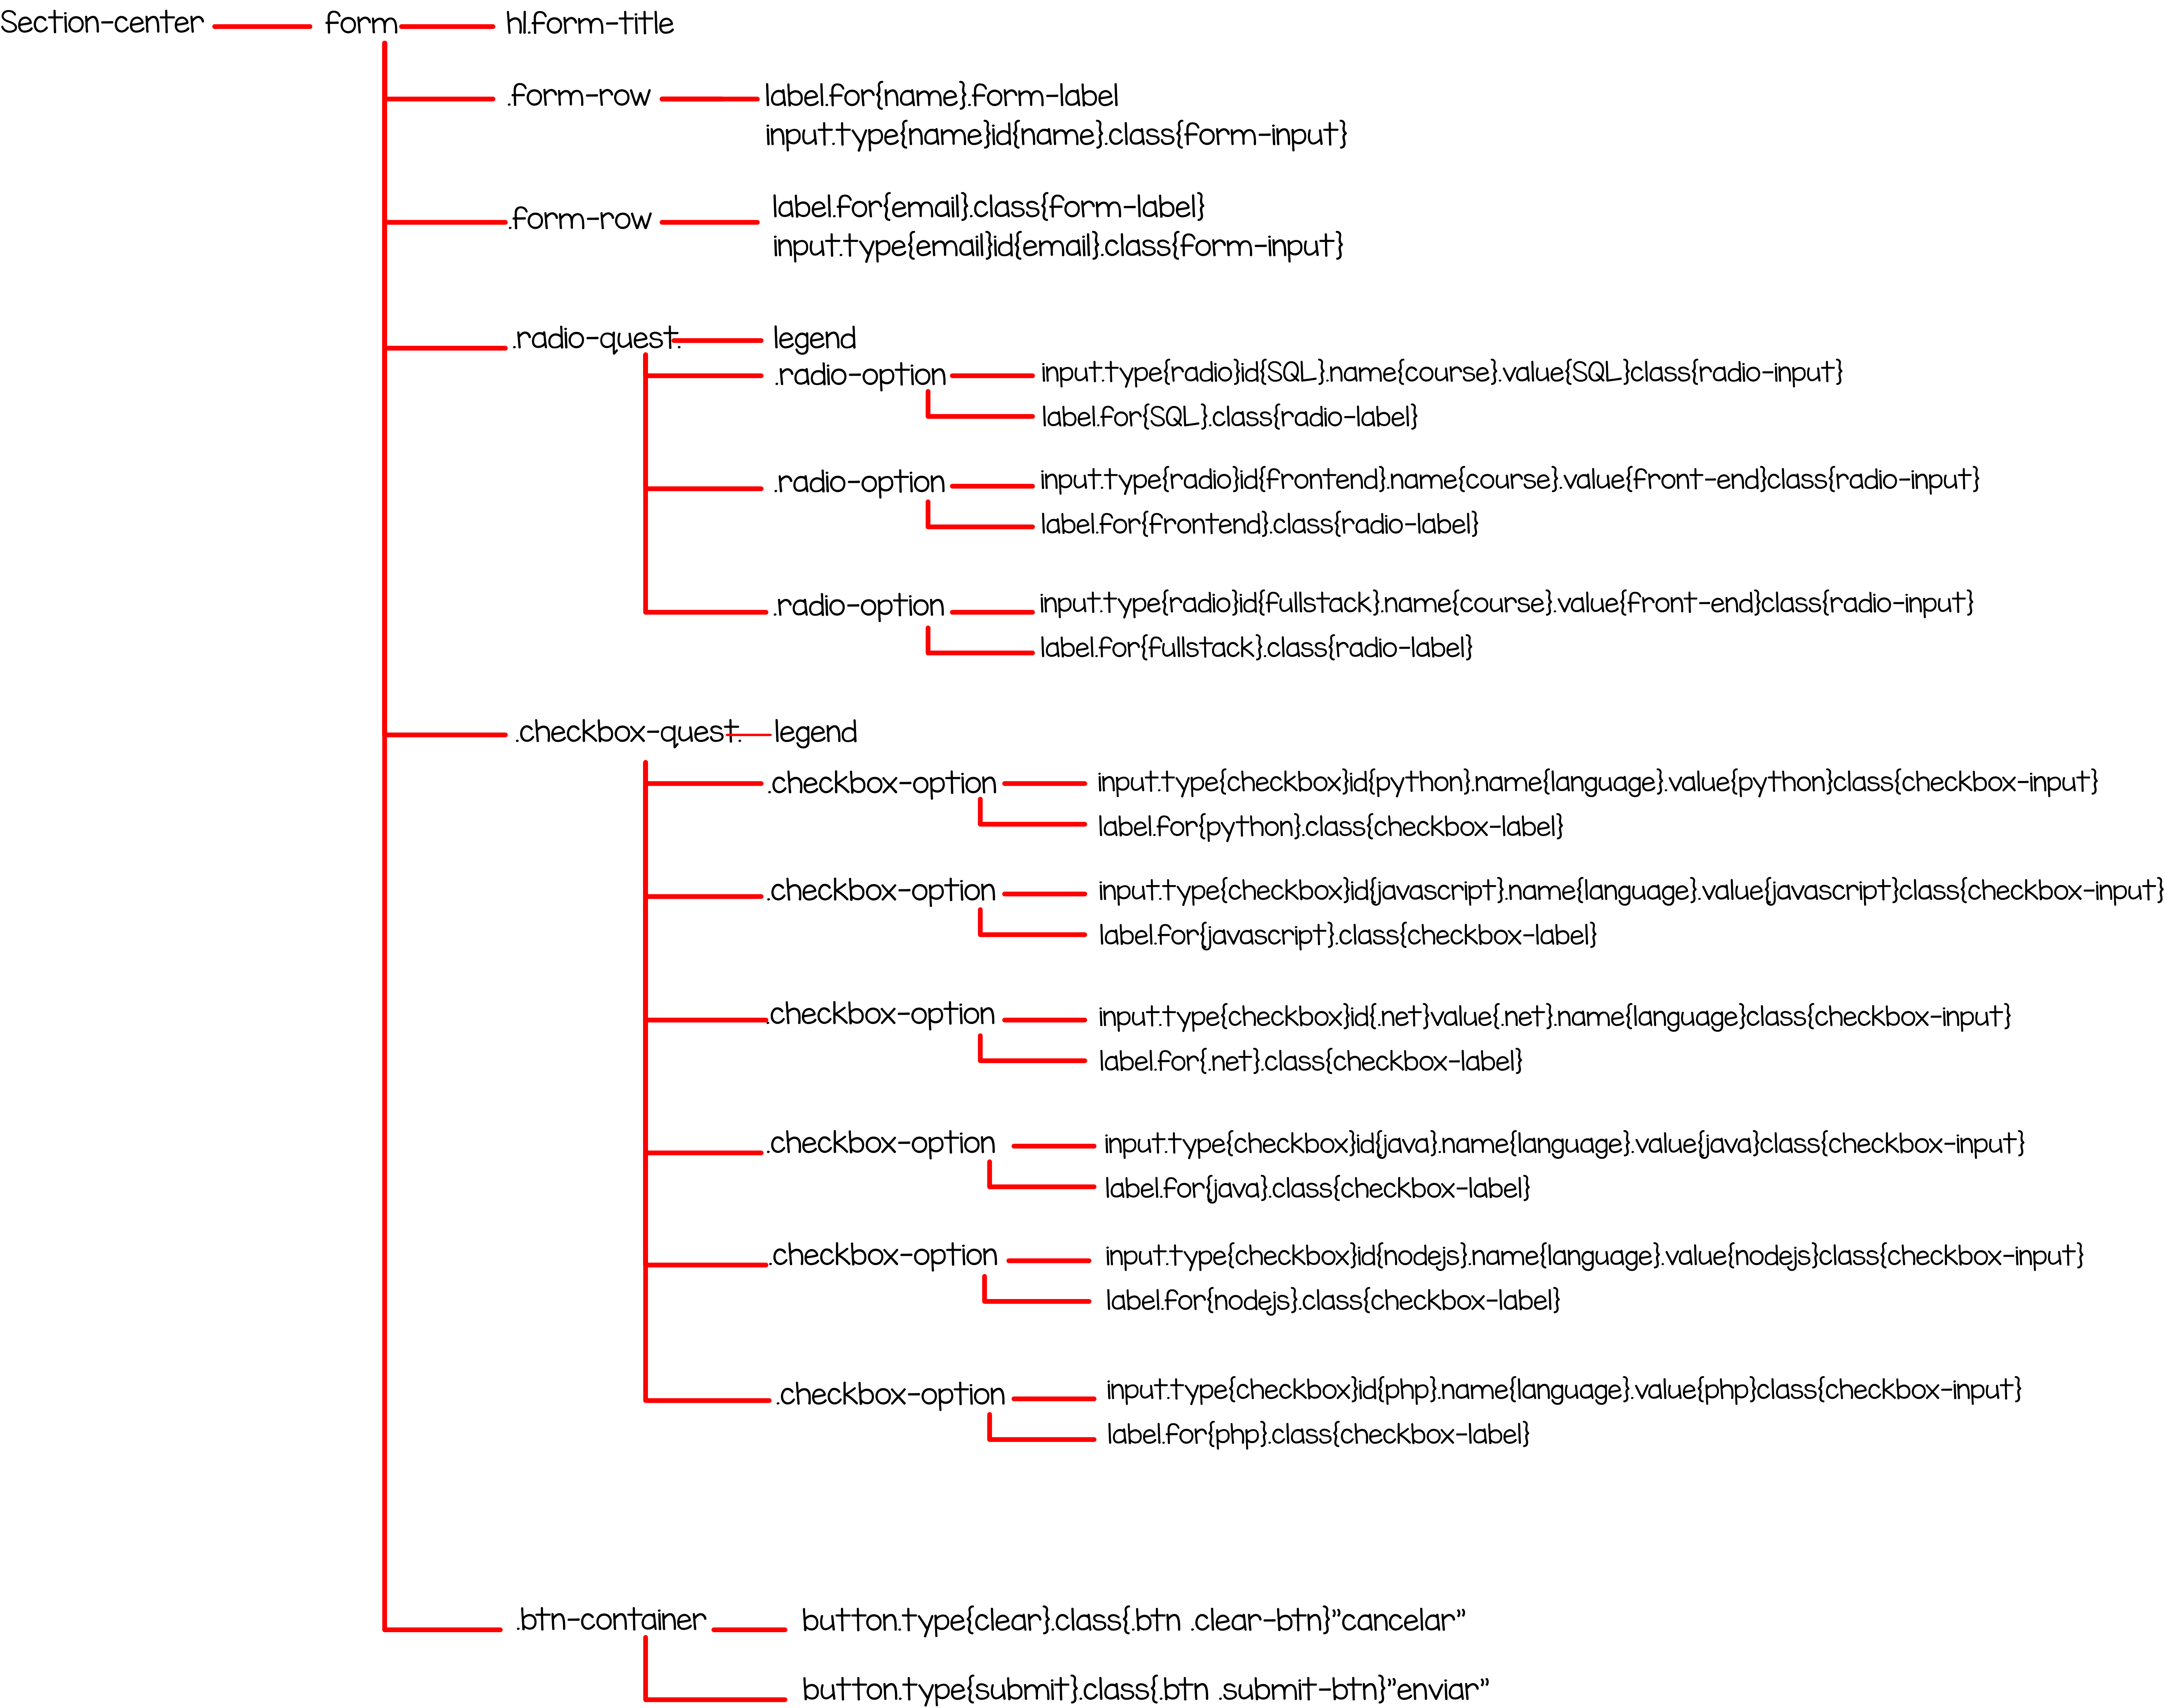 Section-center form h1.form-title
.form-row label.for{name}.form-label
input.type{name}id{name}.class{form-input}
.form-row label.for{email}.class{form-label}
input.type{email}id{email}.class{form-input}
.radio-quest. legend
.radio-option input.type{radio}id{SQL}.name{course}.value{SQL}class{radio-input}
label.for{SQL}.class{radio-label}
.radio-option input.type{radio}id{frontend}.name{course}.value{front-end}class{radio-input}
label.for{frontend}.class{radio-label}
.radio-option input.type{radio}id{fullstack}.name{course}.value{front-end}class{radio-input}
label.for{fullstack}.class{radio-label}
.checkbox-quest. legend
.checkbox-option input.type{checkbox}id{python}.name{language}.value{python}class{checkbox-input}
label.for{python}.class{checkbox-label}
.checkbox-option input.type{checkbox}id{javascript}.name{language}.value{javascript}class{checkbox-input}
label.for{javascript}.class{checkbox-label}
.checkbox-option input.type{checkbox}id{.net}value{.net}.name{language}class{checkbox-input}
label.for{.net}.class{checkbox-label}
.checkbox-option input.type{checkbox}id{java}.name{language}.value{java}class{checkbox-input}
label.for{java}.class{checkbox-label}
.checkbox-option input.type{checkbox}id{nodejs}.name{language}.value{nodejs}class{checkbox-input}
label.for{nodejs}.class{checkbox-label}
.checkbox-option input.type{checkbox}id{php}.name{language}.value{php}class{checkbox-input}
label.for{php}.class{checkbox-label}
.btn-container button.type{clear}.class{.btn .clear-btn}"cancelar"
button.type{submit}.class{.btn .submit-btn}"enviar"